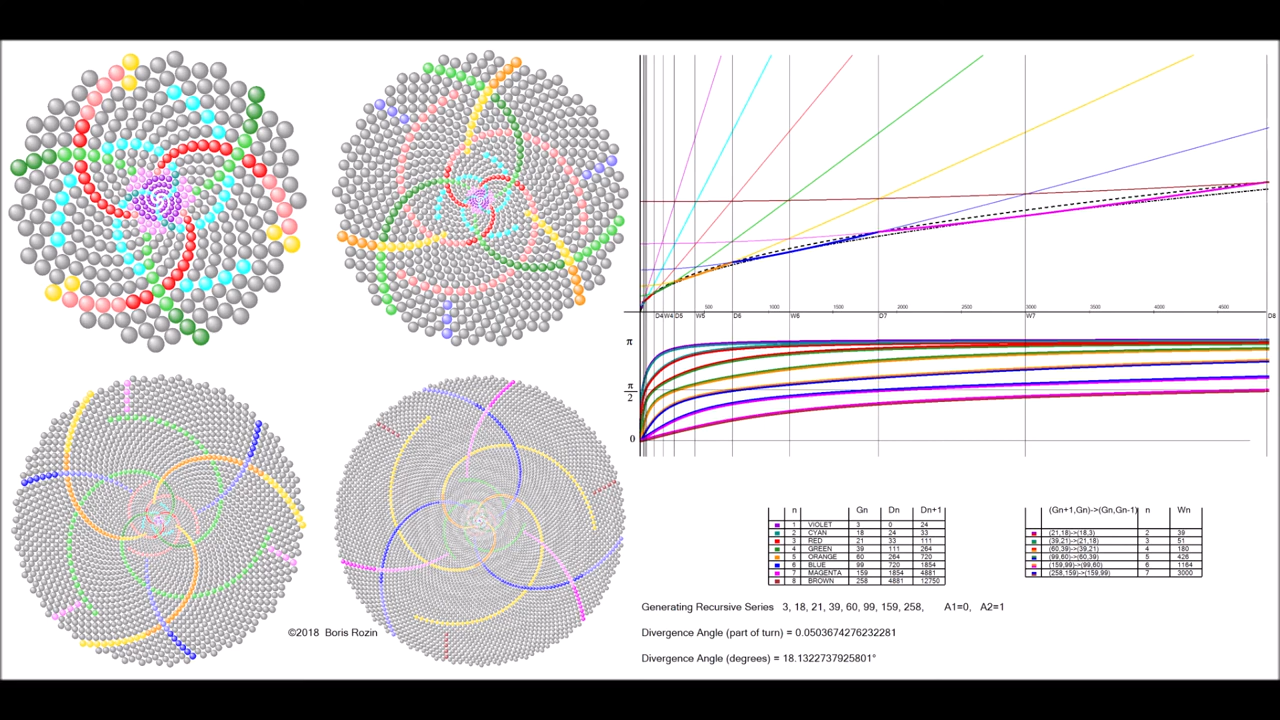 500 1000 1500 2000 2500 3000 3500 4000 4500
D4 W4 D5 W5 D6 W6 D7 W7 D8
π
π
2
0
n Gn Dn Dn+1
1 VIOLET 3 0 24
2 CYAN 18 24 33
3 RED 21 33 111
4 GREEN 39 111 264
5 ORANGE 60 264 720
6 BLUE 99 720 1854
7 MAGENTA 159 1854 4881
8 BROWN 258 4881 12750
(Gn+1,Gn)->(Gn,Gn-1) n Wn
(21,18)->(18,3) 2 39
(39,21)->(21,18) 3 51
(60,39)->(39,21) 4 180
(99,60)->(60,39) 5 426
(159,99)->(99,60) 6 1164
(258,159)->(159,99) 7 3000
Generating Recursive Series 3, 18, 21, 39, 60, 99, 159, 258, A1=0, A2=1
©2018 Boris Rozin
Divergence Angle (part of turn) = 0.0503674276232281
Divergence Angle (degrees) = 18.1322737925801°